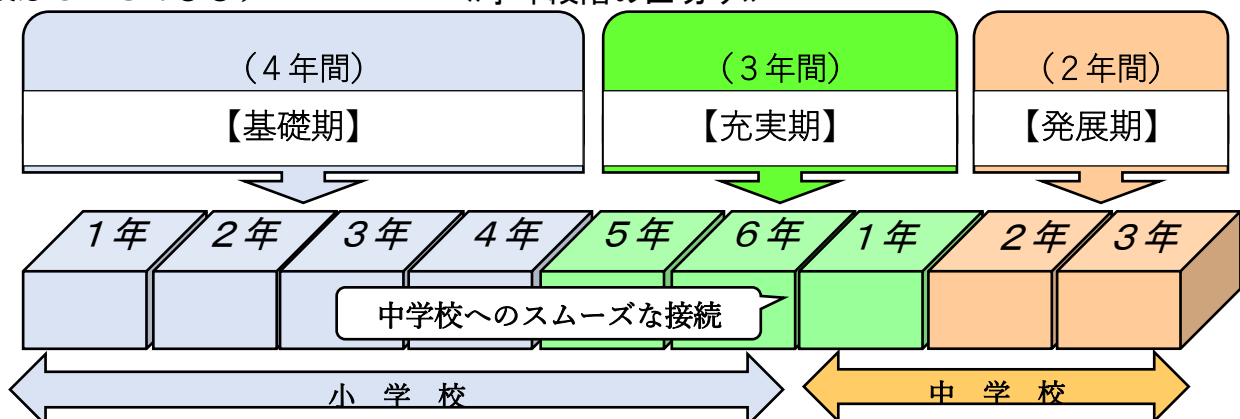 (4年間) (3年間) (2年間)
【基礎期】 【充実期】 【発展期】
1年 2年 3年 4年 5年 6年 1年 2年 3年
中学校へのスムーズな接続
小 学 校 中 学 校